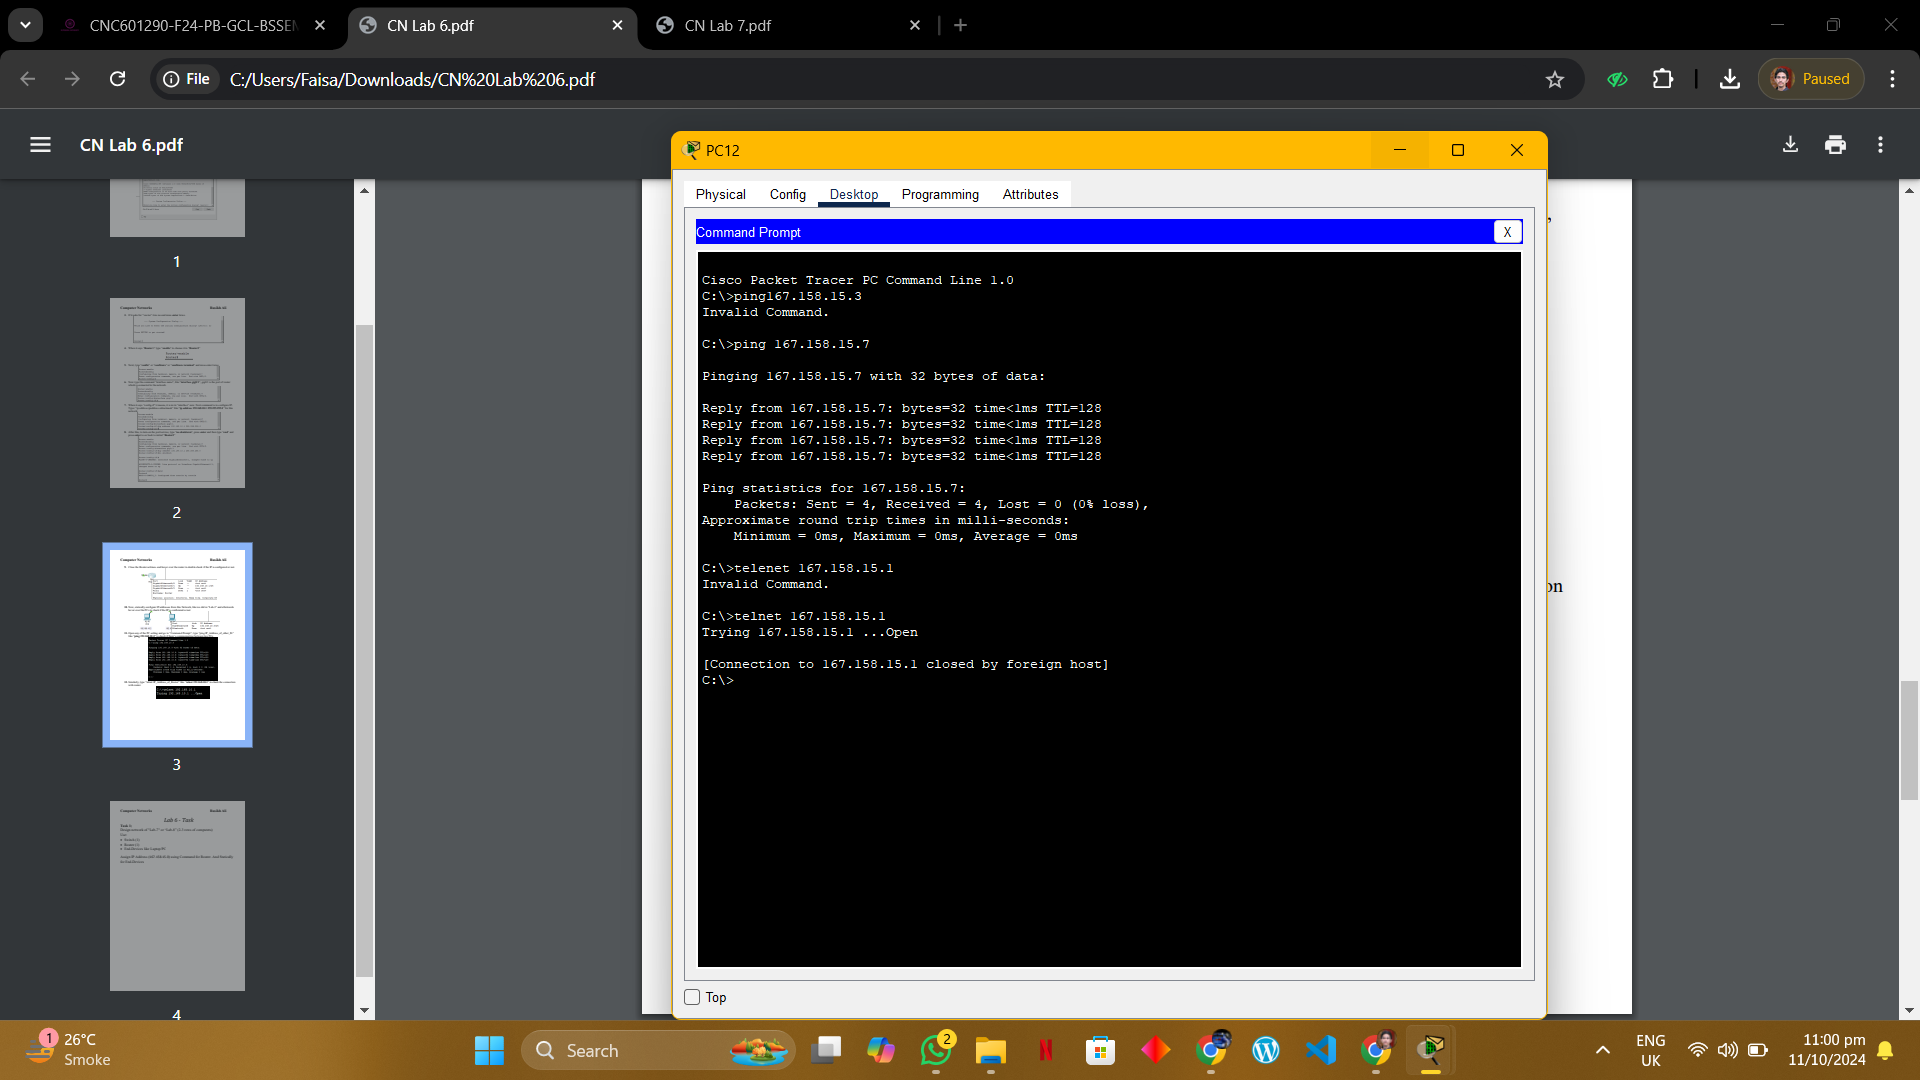 CNC601290-F24-PB-GCL-BSSEN
CN Lab 6.pdf
CN Lab 7.pdf
File
C:/Users/Faisa/Downloads/CN%20Lab%206.pdf
Paused
CN Lab 6.pdf
1
2
3
4
Lab 6 - Task
PC12
Physical
Config
Desktop
Programming
Attributes
Command Prompt
X
Cisco Packet Tracer PC Command Line 1.0
C:\>ping167.158.15.3
Invalid Command.
C:\>ping 167.158.15.7
Pinging 167.158.15.7 with 32 bytes of data:
Reply from 167.158.15.7: bytes=32 time<1ms TTL=128
Reply from 167.158.15.7: bytes=32 time<1ms TTL=128
Reply from 167.158.15.7: bytes=32 time<1ms TTL=128
Reply from 167.158.15.7: bytes=32 time<1ms TTL=128
Ping statistics for 167.158.15.7:
Packets: Sent = 4, Received = 4, Lost = 0 (0% loss),
Approximate round trip times in milli-seconds:
Minimum = 0ms, Maximum = 0ms, Average = 0ms
C:\>telenet 167.158.15.1
Invalid Command.
C:\>telnet 167.158.15.1
Trying 167.158.15.1 ...Open
[Connection to 167.158.15.1 closed by foreign host]
C:\>
Top
on
1
26°C
Smoke
Search
2
ENG
UK
11:00 pm
11/10/2024